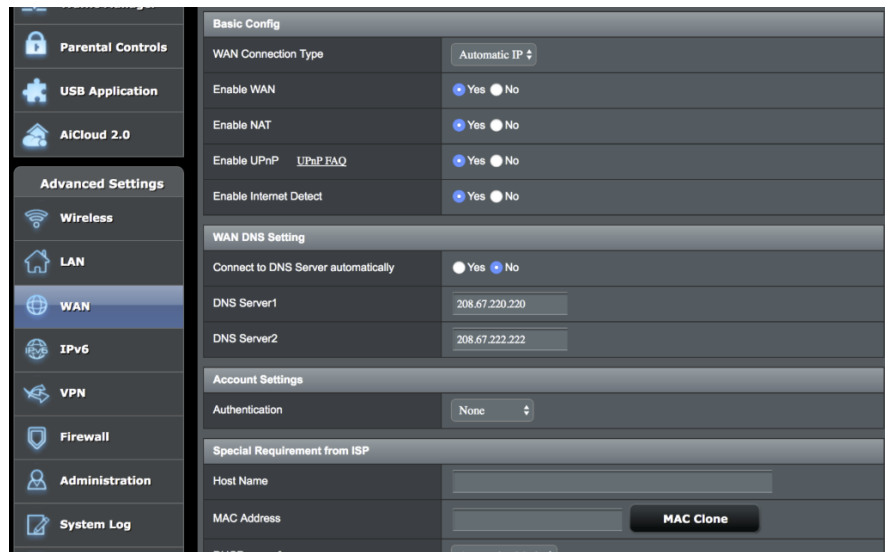 Traffic Manager
Parental Controls
USB Application
AiCloud 2.0
Advanced Settings
Wireless
LAN
WAN
IPv6
VPN
Firewall
Administration
System Log
Basic Config
WAN Connection Type Automatic IP
Enable WAN Yes No
Enable NAT Yes No
Enable UPnP UPnP FAQ Yes No
Enable Internet Detect Yes No
WAN DNS Setting
Connect to DNS Server automatically Yes No
DNS Server1 208.67.220.220
DNS Server2 208.67.222.222
Account Settings
Authentication None
Special Requirement from ISP
Host Name
MAC Address MAC Clone